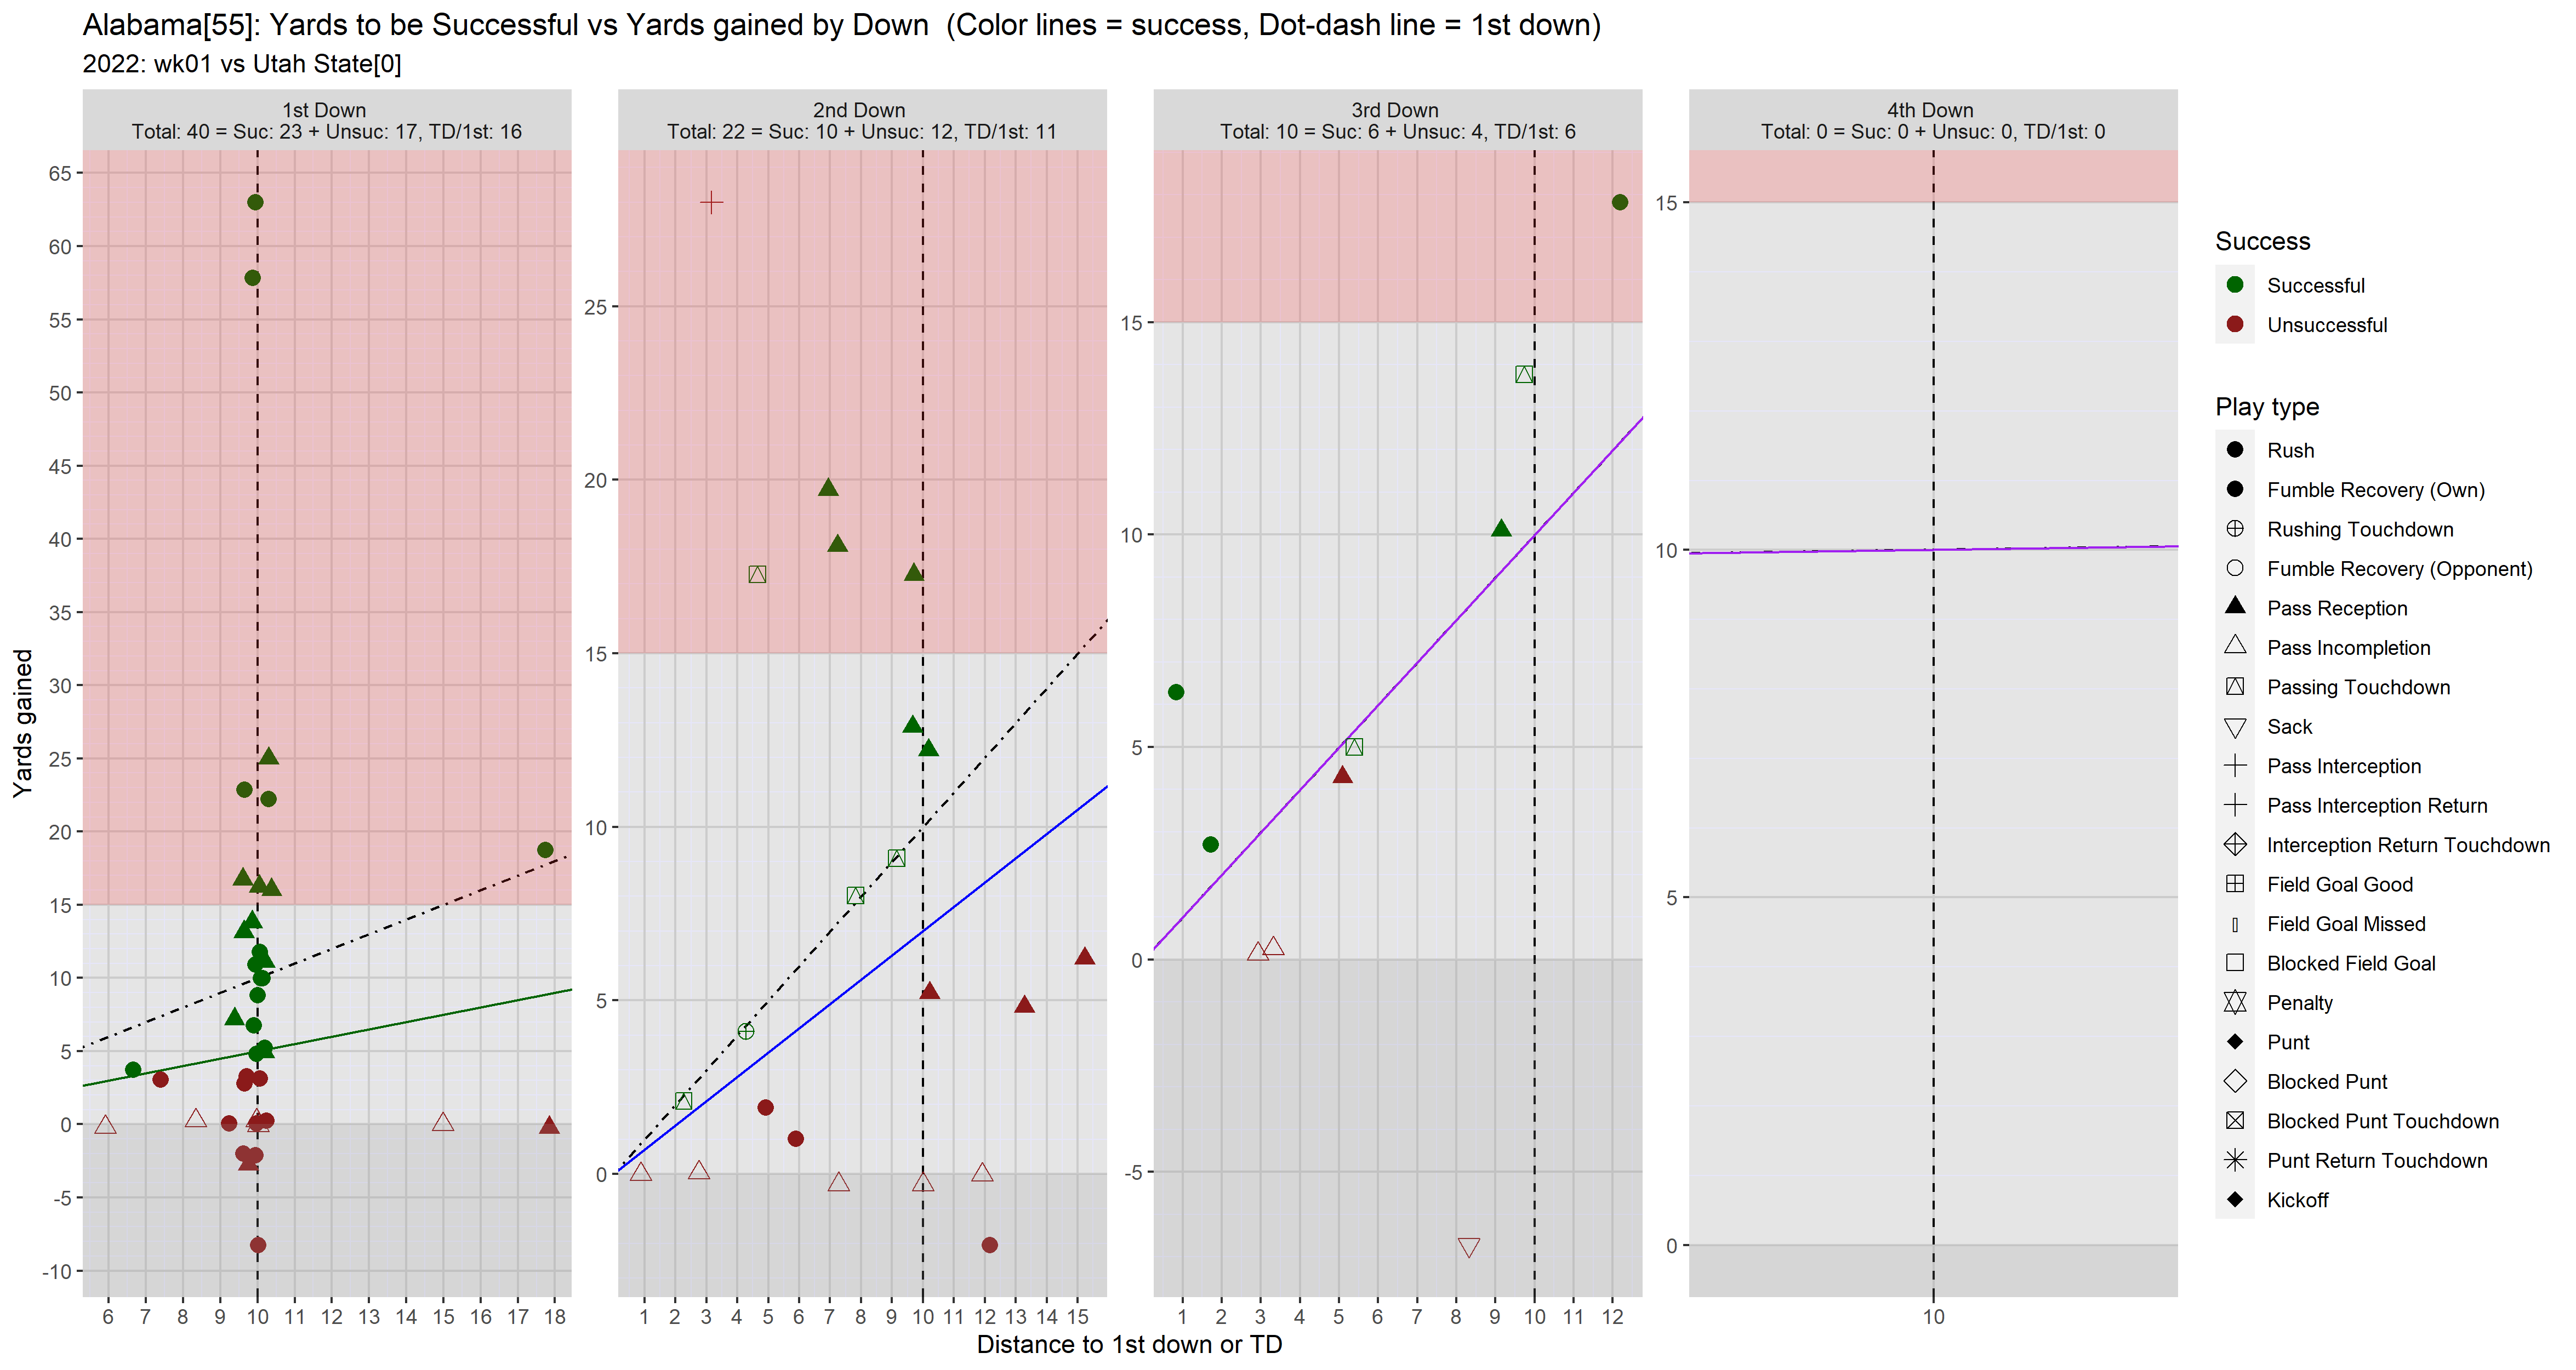 Alabama[55]: Yards to be Successful vs Yards gained by Down  (Color lines = success, Dot-dash line = 1st down)
2022: wk01 vs Utah State[0]
1st Down
Total: 40 = Suc: 23 + Unsuc: 17, TD/1st: 16
2nd Down
Total: 22 = Suc: 10 + Unsuc: 12, TD/1st: 11
3rd Down
Total: 10 = Suc: 6 + Unsuc: 4, TD/1st: 6
4th Down
Total: 0 = Suc: 0 + Unsuc: 0, TD/1st: 0
Yards gained
65
60
55
50
45
40
35
30
25
20
15
10
5
0
-5
-10
6 7 8 9 10 11 12 13 14 15 16 17 18
25
20
15
10
5
0
1 2 3 4 5 6 7 8 9 10 11 12 13 14 15
15
10
5
0
-5
1 2 3 4 5 6 7 8 9 10 11 12
15
10
5
0
10
Distance to 1st down or TD
Success
Successful
Unsuccessful
Play type
Rush
Fumble Recovery (Own)
Rushing Touchdown
Fumble Recovery (Opponent)
Pass Reception
Pass Incompletion
Passing Touchdown
Sack
Pass Interception
Pass Interception Return
Interception Return Touchdown
Field Goal Good
Field Goal Missed
Blocked Field Goal
Penalty
Punt
Blocked Punt
Blocked Punt Touchdown
Punt Return Touchdown
Kickoff